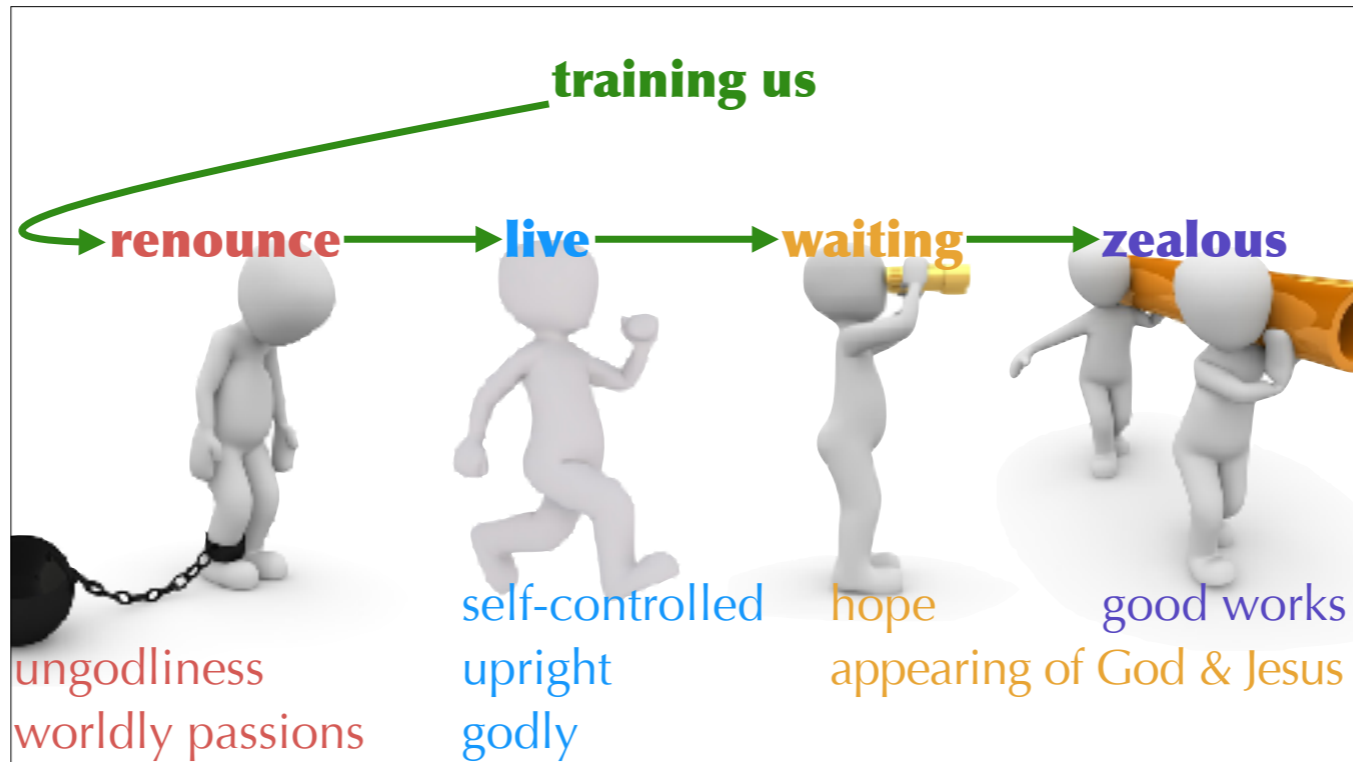 training us
renounce live waiting zealous
ungodliness
worldly passions
self-controlled
upright
godly
hope
appearing of God & Jesus
good works